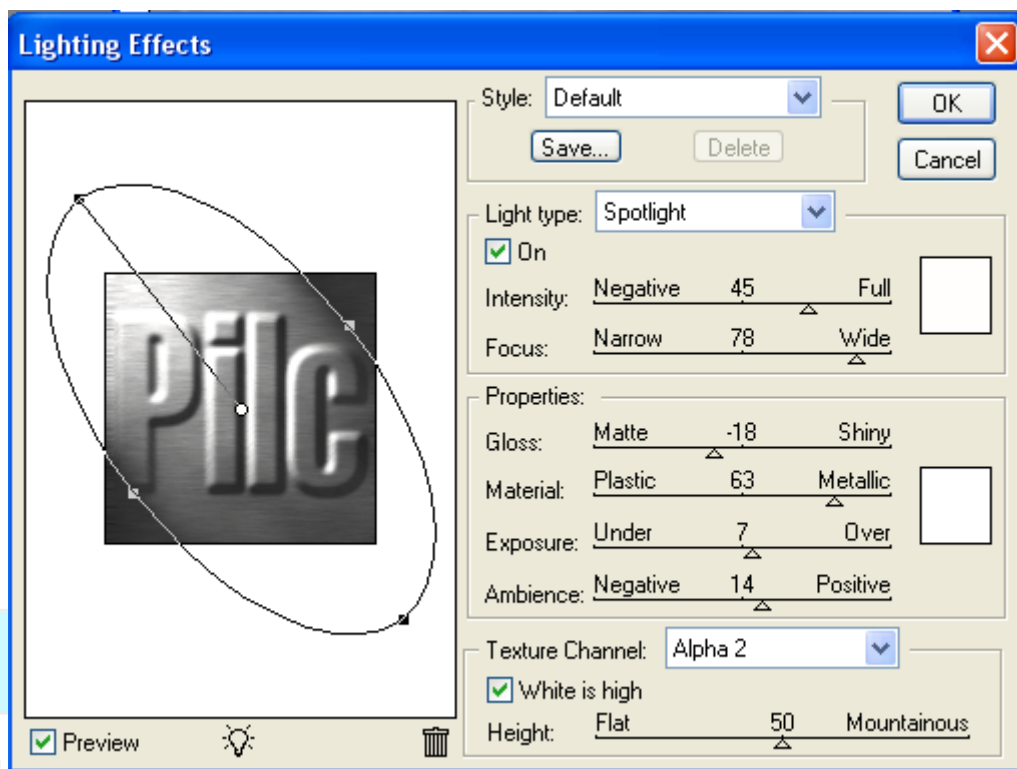 Lighting Effects
Style: Default
OK
Save... Delete
Cancel
Light type: Spotlight
On
Intensity: Negative 45 Full
Focus: Narrow 78 Wide
Properties:
Gloss: Matte -18 Shiny
Material: Plastic 63 Metallic
Exposure: Under 7 Over
Ambience: Negative 14 Positive
Texture Channel: Alpha 2
White is high
Height: Flat 50 Mountainous
Pilc
Preview